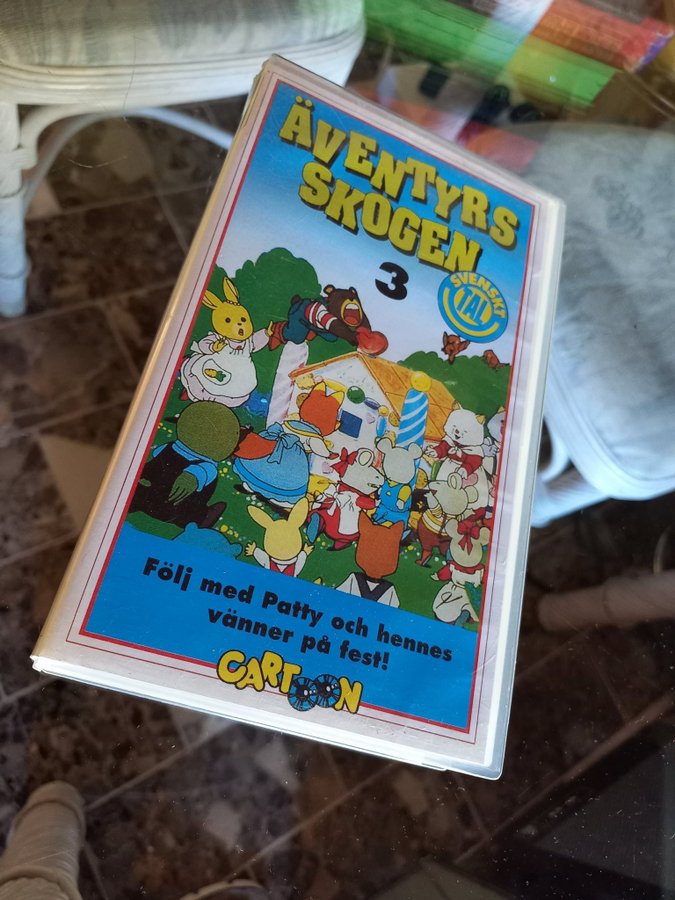 ÄVENTYRS
SKOGEN
3
SVENSKT
TAL
Följ med Patty och hennes
vänner på fest!
CARTOON